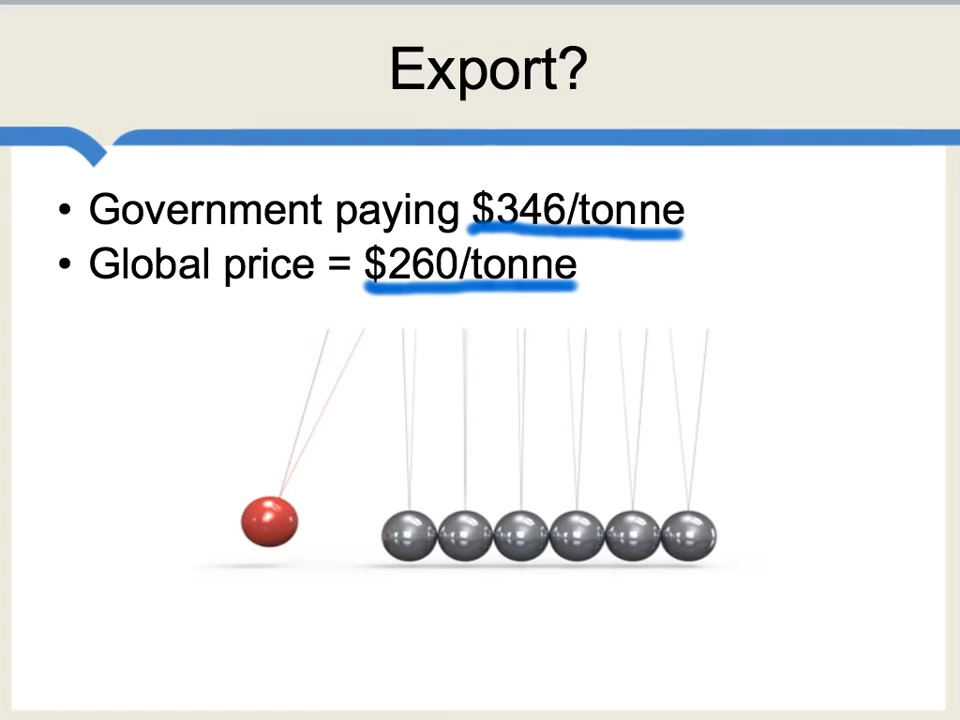 Export?
• Government paying $346/tonne
• Global price = $260/tonne